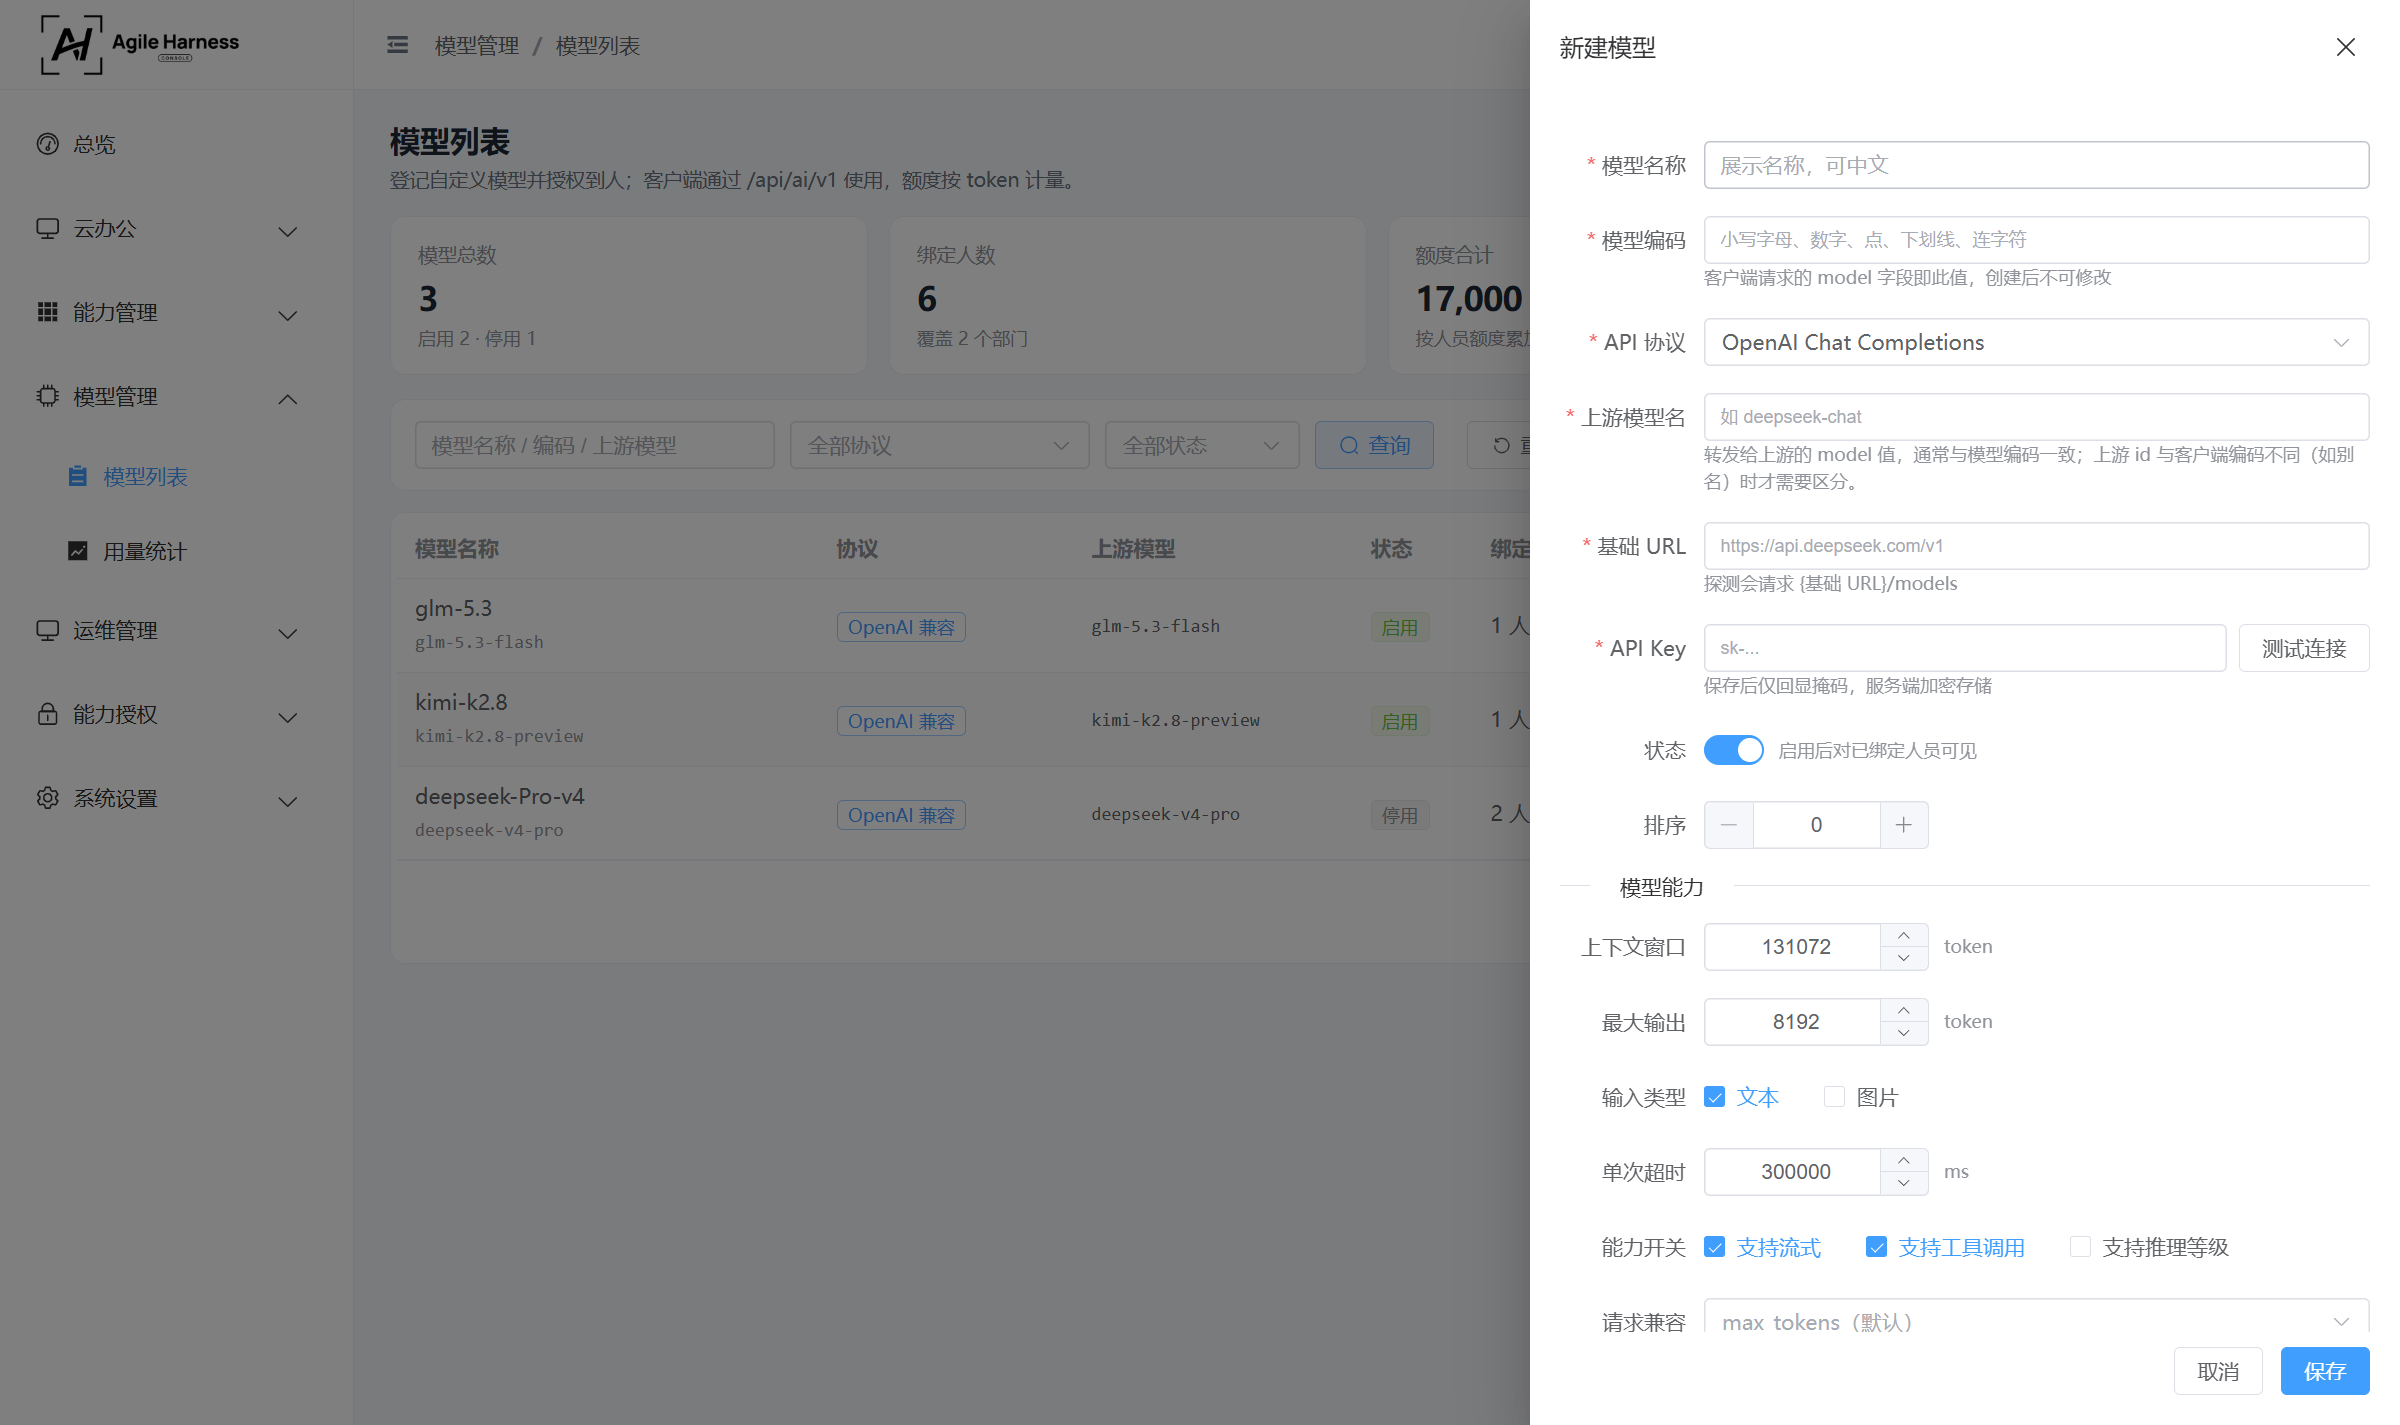 Agile Harness
CONSOLE
模型管理 / 模型列表
总览
云办公
能力管理
模型管理
模型列表
用量统计
运维管理
能力授权
系统设置
模型列表
登记自定义模型并授权到人；客户端通过 /api/ai/v1 使用，额度按 token 计量。
模型总数
3
启用 2 · 停用 1
绑定人数
6
覆盖 2 个部门
额度合计
17,000
按人员额度累
模型名称 / 编码 / 上游模型
全部协议
全部状态
查询
模型名称 协议 上游模型 状态 绑定
glm-5.3
glm-5.3-flash
OpenAI 兼容
glm-5.3-flash
启用
1 人
kimi-k2.8
kimi-k2.8-preview
OpenAI 兼容
kimi-k2.8-preview
启用
1 人
deepseek-Pro-v4
deepseek-v4-pro
OpenAI 兼容
deepseek-v4-pro
停用
2 人
新建模型
* 模型名称
展示名称，可中文
* 模型编码
小写字母、数字、点、下划线、连字符
客户端请求的 model 字段即此值，创建后不可修改
* API 协议
OpenAI Chat Completions
* 上游模型名
如 deepseek-chat
转发给上游的 model 值，通常与模型编码一致；上游 id 与客户端编码不同（如别
名）时才需要区分。
* 基础 URL
https://api.deepseek.com/v1
探测会请求 {基础 URL}/models
* API Key
sk-...
测试连接
保存后仅回显掩码，服务端加密存储
状态
启用后对已绑定人员可见
排序
0
模型能力
上下文窗口
131072
token
最大输出
8192
token
输入类型
文本
图片
单次超时
300000
ms
能力开关
支持流式
支持工具调用
支持推理等级
请求兼容
max_tokens（默认）
取消
保存